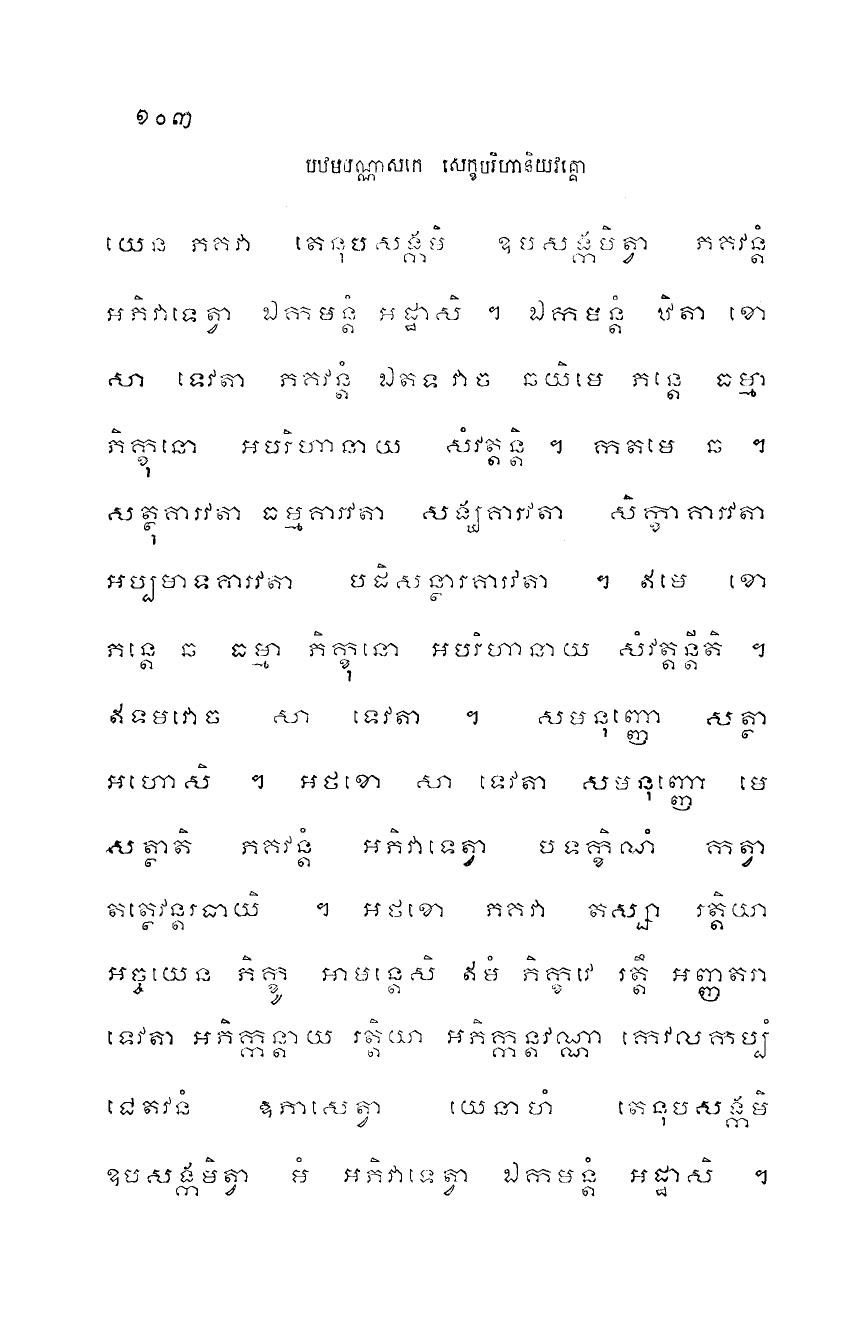 ១០៣
បឋមបណ្ណាសកេ សេក្ខបរិហានិយវគ្គោ
យេន ភគវា តេនុបសង្កមិ ឧបសង្កមិត្វា ភគវន្តំ
អភិវាទេត្វា ឯកមន្តំ អដ្ឋាសិ ។ ឯកមន្តំ ឋិតា ខោ
សា ទេវតា ភគវន្តំ ឯតទវោច ឆយិមេ ភន្តេ ធម្មា
ភិក្ខុនោ អបរិហានាយ សំវត្តន្តិ ។ កតមេ ឆ ។
សត្ថុគារវតា ធម្មគារវតា សង្ឃគារវតា សិក្ខាគារវតា
អប្បមាទគារវតា បដិសន្ថារគារវតា ។ ឥមេ ខោ
ភន្តេ ឆ ធម្មា ភិក្ខុនោ អបរិហានាយ សំវត្តន្តីតិ ។
ឥទមវោច សា ទេវតា ។ សមនុញ្ញោ សត្ថា
អហោសិ ។ អថខោ សា ទេវតា សមនុញ្ញោ មេ
សត្ថាតិ ភគវន្តំ អភិវាទេត្វា បទក្ខិណំ កត្វា
តត្ថេវន្តរធាយិ ។ អថខោ ភគវា តស្សា រត្តិយា
អច្ចយេន ភិក្ខូ អាមន្តេសិ ឥមំ ភិក្ខវេ រត្តឹ អញ្ញតរា
ទេវតា អភិក្កន្តាយ រត្តិយា អភិក្កន្តវណ្ណា កេវលកប្បំ
ជេតវនំ ឱភាសេត្វា យេនាហំ តេនុបសង្កមិ
ឧបសង្កមិត្វា មំ អភិវាទេត្វា ឯកមន្តំ អដ្ឋាសិ ។